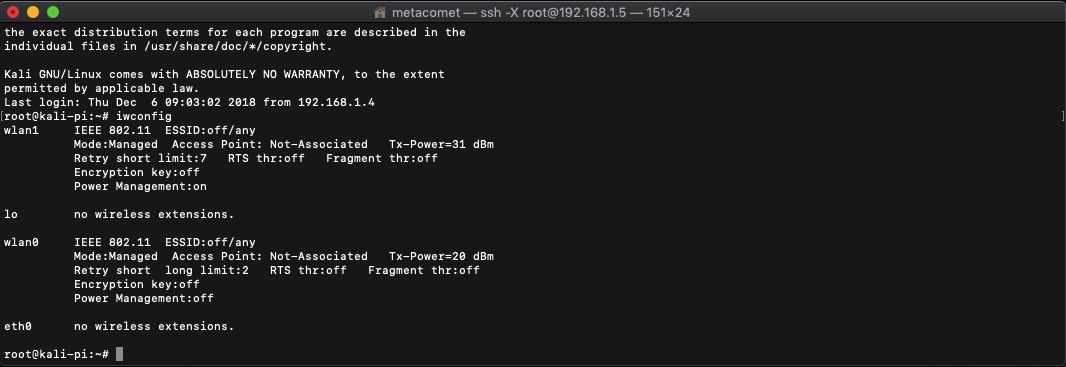 metacomet — ssh -X root@192.168.1.5 — 151×24
the exact distribution terms for each program are described in the
individual files in /usr/share/doc/*/copyright.
Kali GNU/Linux comes with ABSOLUTELY NO WARRANTY, to the extent
permitted by applicable law.
Last login: Thu Dec  6 09:03:02 2018 from 192.168.1.4
[root@kali-pi:~# iwconfig ]
wlan1     IEEE 802.11  ESSID:off/any
          Mode:Managed  Access Point: Not-Associated   Tx-Power=31 dBm
          Retry short limit:7   RTS thr:off   Fragment thr:off
          Encryption key:off
          Power Management:on
lo        no wireless extensions.
wlan0     IEEE 802.11  ESSID:off/any
          Mode:Managed  Access Point: Not-Associated   Tx-Power=20 dBm
          Retry short  long limit:2   RTS thr:off   Fragment thr:off
          Encryption key:off
          Power Management:off
eth0      no wireless extensions.
root@kali-pi:~#